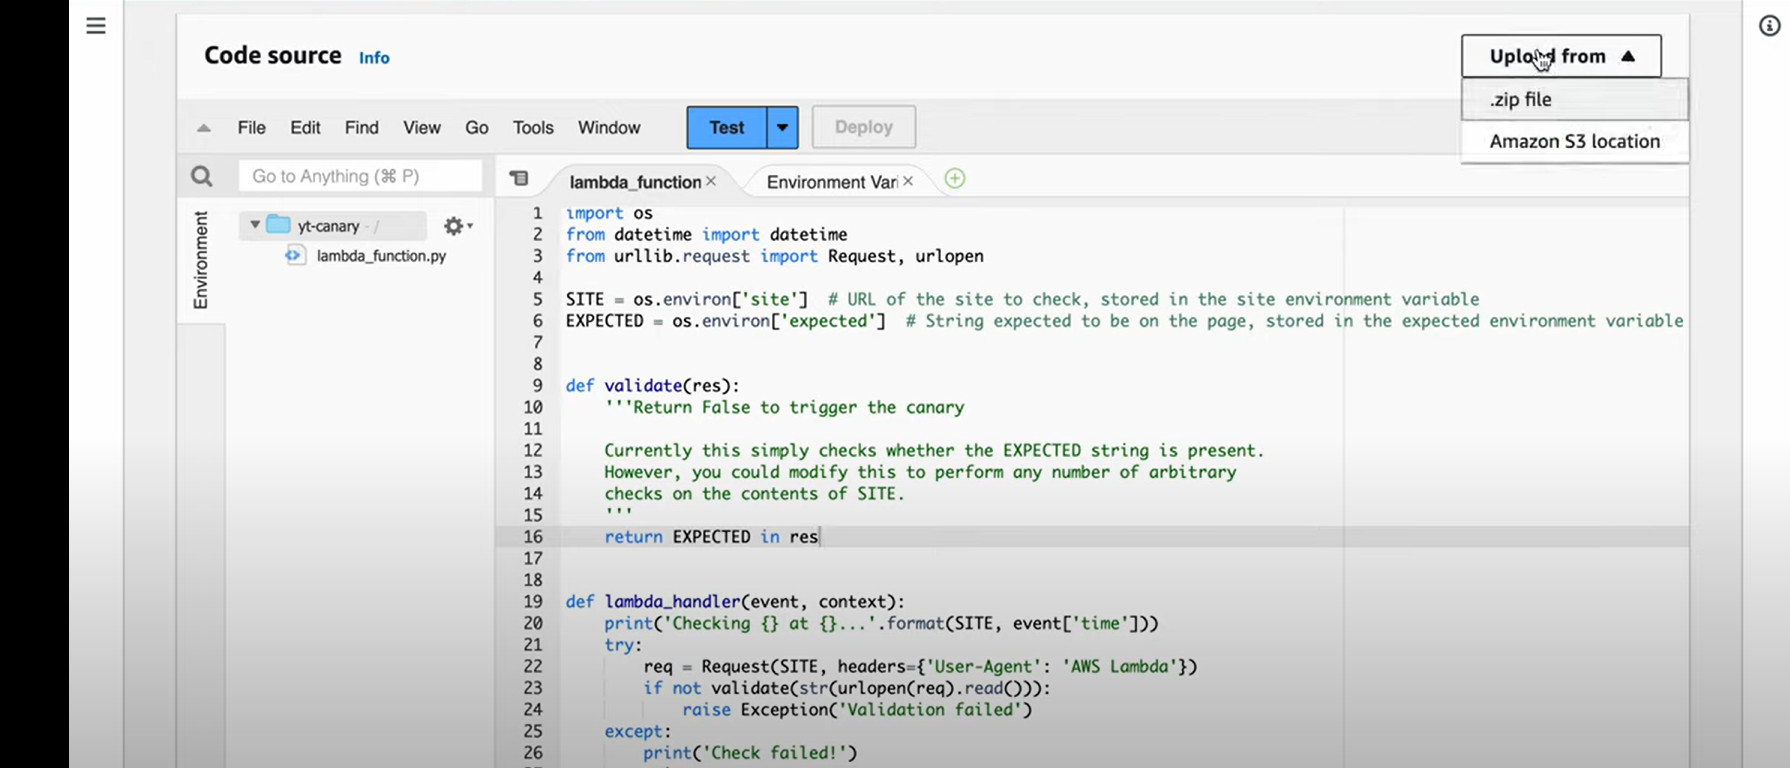 Code source Info
Upload from
.zip file
Amazon S3 location
File Edit Find View Go Tools Window Test Deploy
Go to Anything (⌘ P)
lambda_function
Environment Vari
Environment
yt-canary - /
lambda_function.py
1 import os
2 from datetime import datetime
3 from urllib.request import Request, urlopen
4
5 SITE = os.environ['site']  # URL of the site to check, stored in the site environment variable
6 EXPECTED = os.environ['expected']  # String expected to be on the page, stored in the expected environment variable
7
8
9 def validate(res):
10     '''Return False to trigger the canary
11
12     Currently this simply checks whether the EXPECTED string is present.
13     However, you could modify this to perform any number of arbitrary
14     checks on the contents of SITE.
15     '''
16     return EXPECTED in res
17
18
19 def lambda_handler(event, context):
20     print('Checking {} at {}...'.format(SITE, event['time']))
21     try:
22         req = Request(SITE, headers={'User-Agent': 'AWS Lambda'})
23         if not validate(str(urlopen(req).read())):
24             raise Exception('Validation failed')
25     except:
26         print('Check failed!')